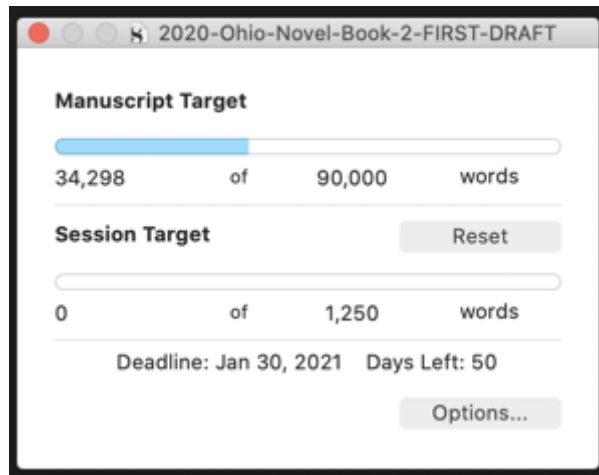 2020-Ohio-Novel-Book-2-FIRST-DRAFT
Manuscript Target
34,298 of 90,000 words
Session Target Reset
0 of 1,250 words
Deadline: Jan 30, 2021 Days Left: 50
Options...